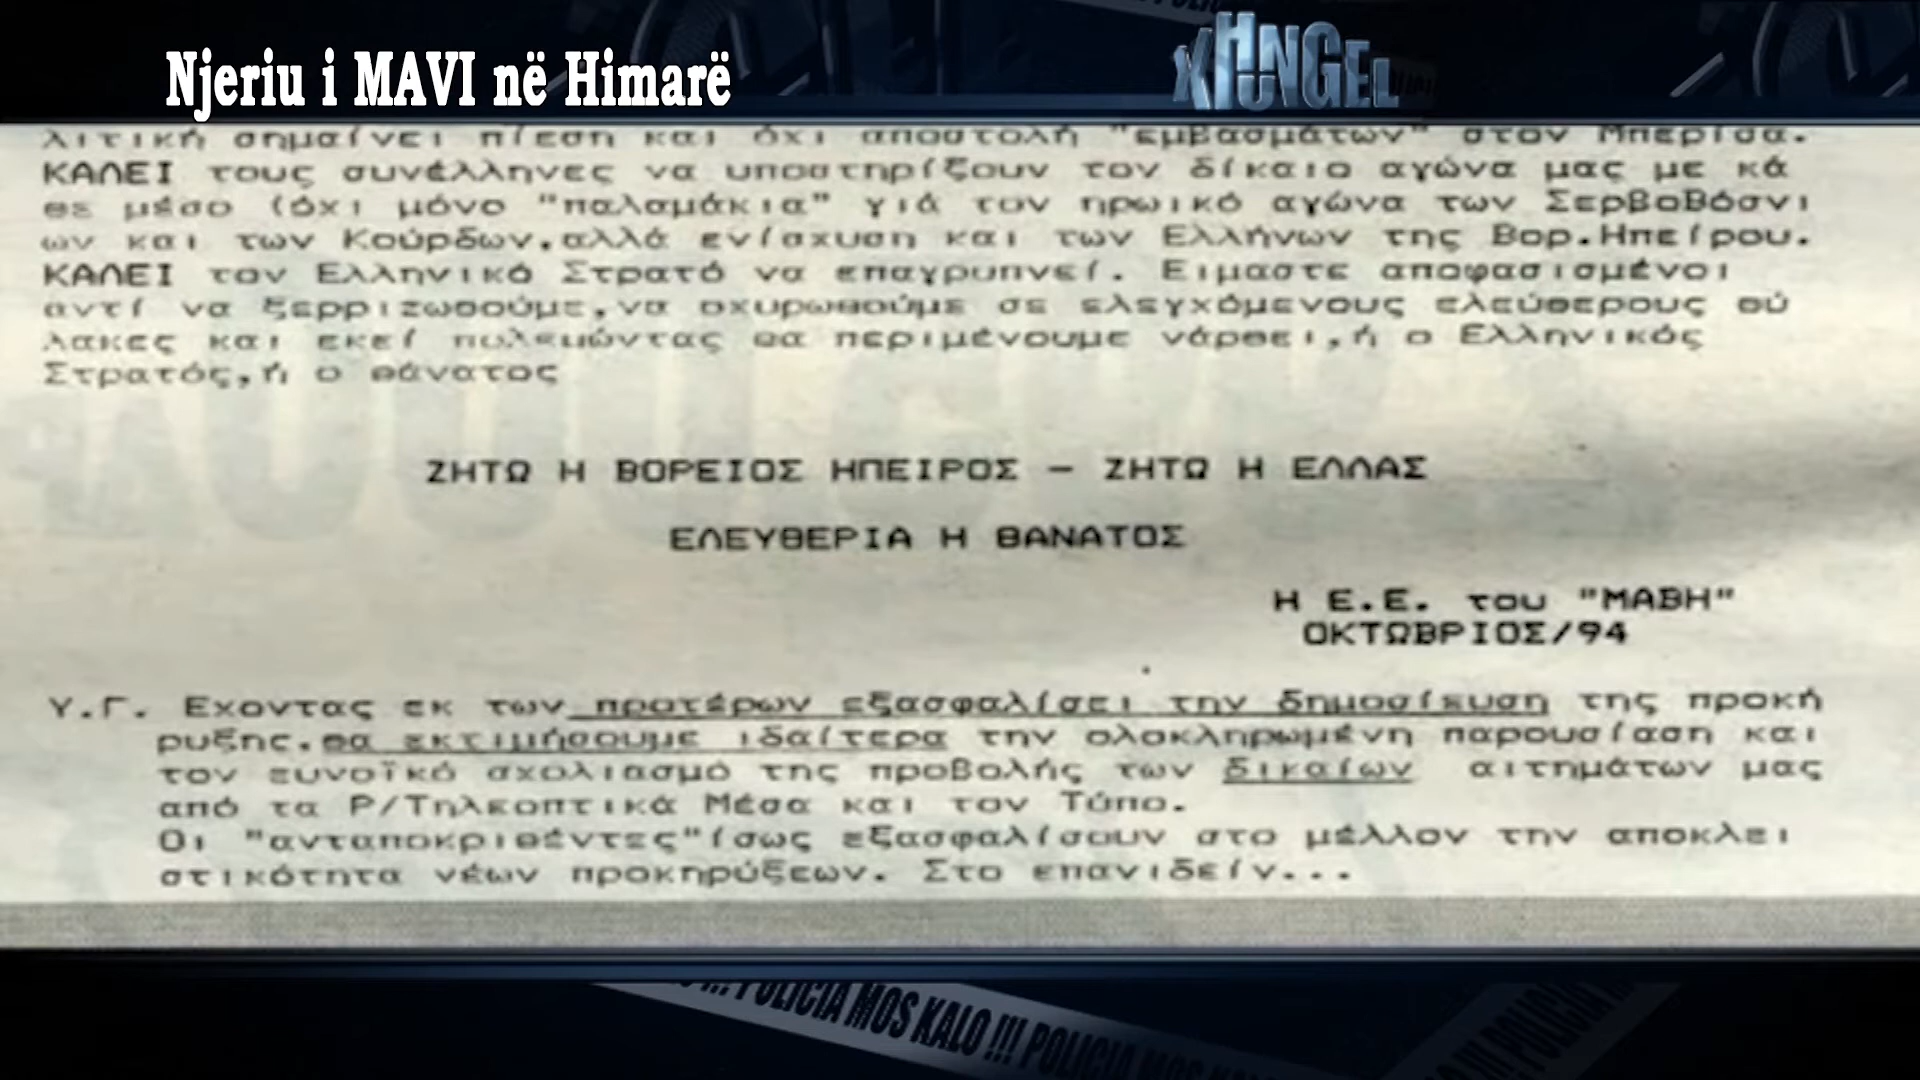 Njeriu i MAVI në Himarë
XHUNGEL
λιτική σημαίνει πίεση και όχι αποστολή "εμβασμάτων" στον Μπερίσα.
ΚΑΛΕΙ τους συνέλληνες να υποστηρίξουν τον δίκαιο αγώνα μας με κά
θε μέσο (όχι μόνο "παλαμάκια" γιά τον ηρωικό αγώνα των ΣερβοΒόσνι
ων και των Κούρδων,αλλά ενίσχυση και των Ελλήνων της Βορ.Ηπείρου.
ΚΑΛΕΙ τον Ελληνικό Στρατό να επαγρυπνεί. Ειμαστε αποφασισμένοι
αντί να ξερριζωθούμε,να οχυρωθούμε σε ελεγχόμενους ελεύθερους θύ
λακες και εκεί πολεμώντας θα περιμένουμε νάρθει,ή ο Ελληνικός
Στρατός,ή ο θάνατος
ΖΗΤΩ Η ΒΟΡΕΙΟΣ ΗΠΕΙΡΟΣ – ΖΗΤΩ Η ΕΛΛΑΣ
ΕΛΕΥΘΕΡΙΑ Η ΘΑΝΑΤΟΣ
Η Ε.Ε. του "ΜΑΒΗ"
ΟΚΤΩΒΡΙΟΣ/94
Υ.Γ. Εχοντας εκ των προτέρων εξασφαλίσει την δημοσίευση της προκή
ρυξης,θα εκτιμήσουμε ιδαίτερα την ολοκληρωμένη παρουσίαση και
τον ευνοϊκό σχολιασμό της προβολής των δικαίων αιτημάτων μας
από τα Ρ/Τηλεοπτικά Μέσα και τον Τύπο.
Οι "ανταποκριθέντες"ίσως εξασφαλίσουν στο μέλλον την αποκλει
στικότητα νέων προκηρύξεων. Στο επανιδείν...
!!! POLICIA MOS KALO !!! POLICIA MOS